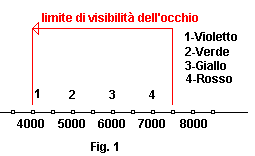 limite di visibilità dell'occhio
1-Violetto
2-Verde
3-Giallo
4-Rosso
1 2 3 4
4000 5000 6000 7000 8000
Fig. 1